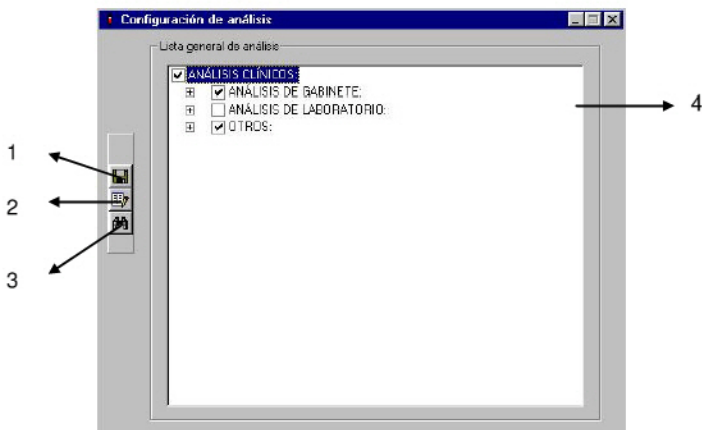 Configuración de análisis
Lista general de análisis
ANÁLISIS CLÍNICOS:
ANÁLISIS DE GABINETE:
ANÁLISIS DE LABORATORIO:
OTROS:
1
2
3
4